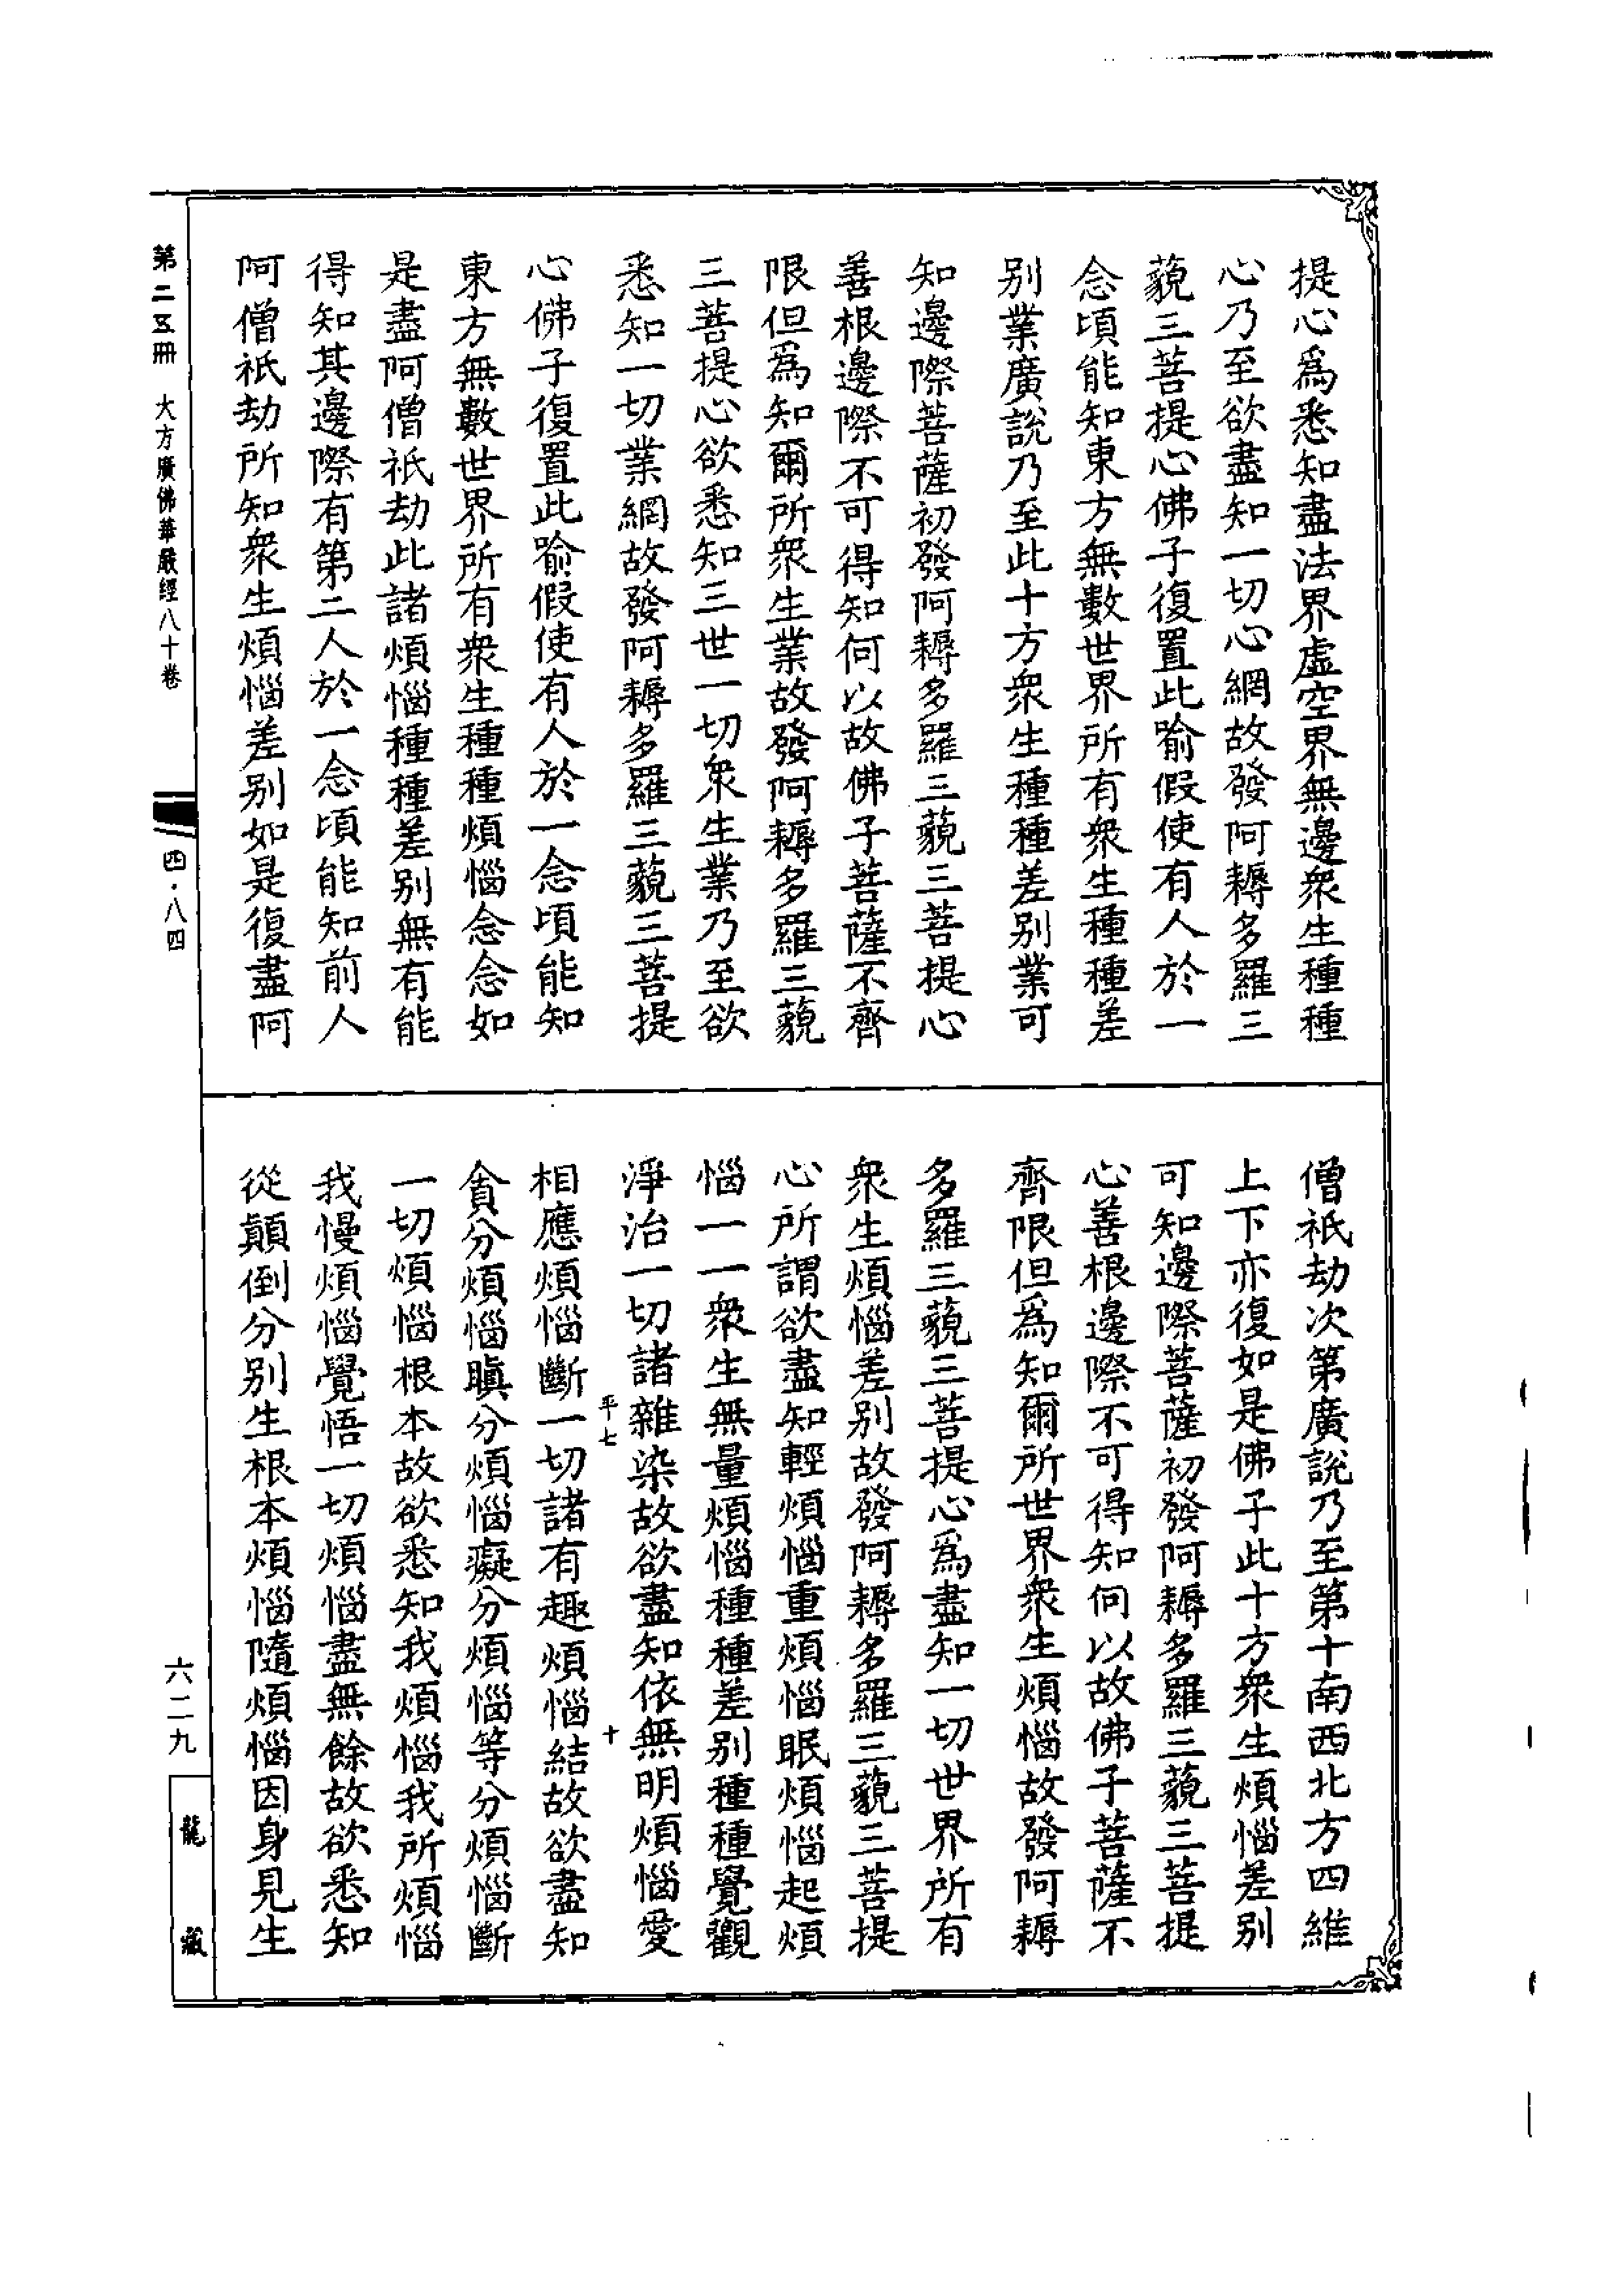 提心爲悉知盡法界虛空界無邊衆生種種
心乃至欲盡知一切心網故發阿耨多羅三
藐三菩提心佛子復置此喻假使有人於一
念頃能知東方無數世界所有衆生種種差
别業廣說乃至此十方衆生種種差别業可
知邊際菩薩初發阿耨多羅三藐三菩提心
善根邊際不可得知何以故佛子菩薩不齊
限但爲知爾所衆生業故發阿耨多羅三藐
三菩提心欲悉知三世一切衆生業乃至欲
悉知一切業網故發阿耨多羅三藐三菩提
心佛子復置此喻假使有人於一念頃能知
東方無數世界所有衆生種種煩惱念念如
是盡阿僧祇劫此諸煩惱種種差别無有能
得知其邊際有第二人於一念頃能知前人
阿僧祇劫所知衆生煩惱差别如是復盡阿
僧祇劫次第廣說乃至第十南西北方四維
上下亦復如是佛子此十方衆生煩惱差别
可知邊際菩薩初發阿耨多羅三藐三菩提
心善根邊際不可得知何以故佛子菩薩不
齊限但爲知爾所世界衆生煩惱故發阿耨
多羅三藐三菩提心爲盡知一切世界所有
衆生煩惱差别故發阿耨多羅三藐三菩提
心所謂欲盡知輕煩惱重煩惱眠煩惱起煩
惱一一衆生無量煩惱種種差别種種覺觀
淨治一切諸雜染故欲盡知依無明煩惱愛
平七
十
相應煩惱斷一切諸有趣煩惱結故欲盡知
貪分煩惱瞋分煩惱癡分煩惱等分煩惱斷
一切煩惱根本故欲悉知我煩惱我所煩惱
我慢煩惱覺悟一切煩惱盡無餘故欲悉知
從顛倒分别生根本煩惱隨煩惱因身見生
第二五冊 大方廣佛華嚴經八十卷
四·八四
六二九
龍藏